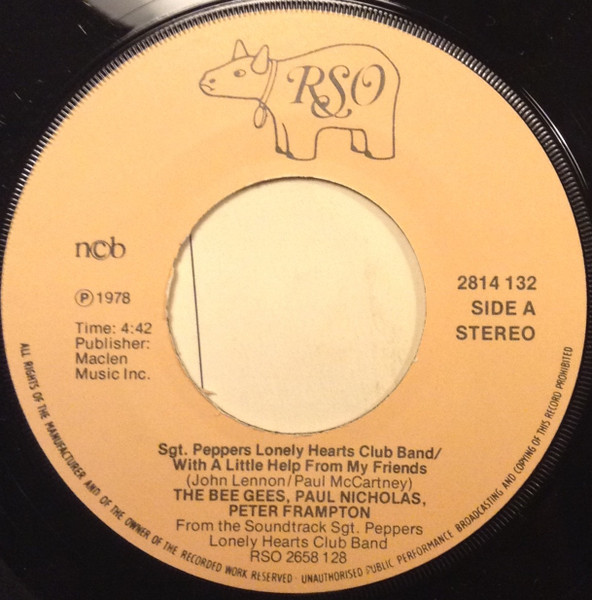 RSO
ncb
℗ 1978
Time: 4:42
Publisher:
Maclen
Music Inc.
2814 132
SIDE A
STEREO
Sgt. Peppers Lonely Hearts Club Band/
With A Little Help From My Friends
(John Lennon/Paul McCartney)
THE BEE GEES, PAUL NICHOLAS,
PETER FRAMPTON
From the Soundtrack Sgt. Peppers
Lonely Hearts Club Band
RSO 2658 128
ALL RIGHTS OF THE MANUFACTURER AND OF THE OWNER OF THE RECORDED WORK RESERVED - UNAUTHORISED PUBLIC PERFORMANCE BROADCASTING AND COPYING OF THIS RECORD PROHIBITED